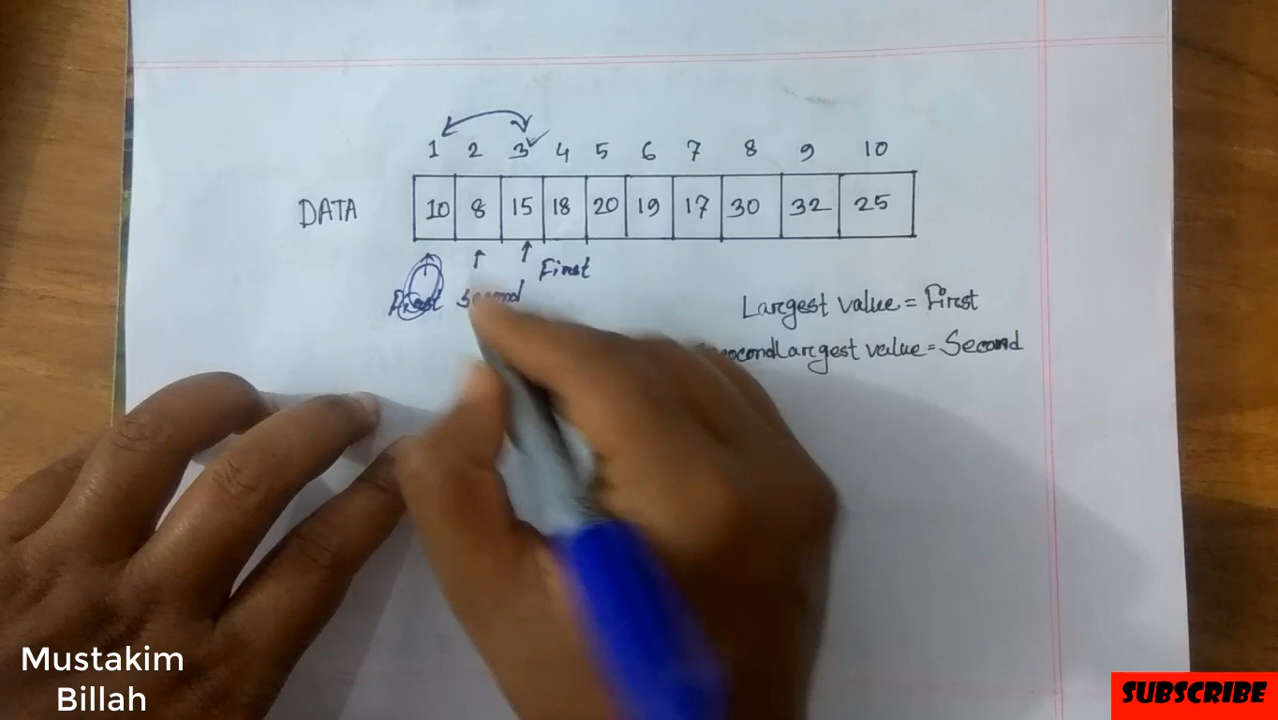 1 2 3 4 5 6 7 8 9 10
DATA 10 8 15 18 20 19 17 30 32 25
First
First Second
Largest value = First
Largest value = Second
Mustakim
Billah
SUBSCRIBE